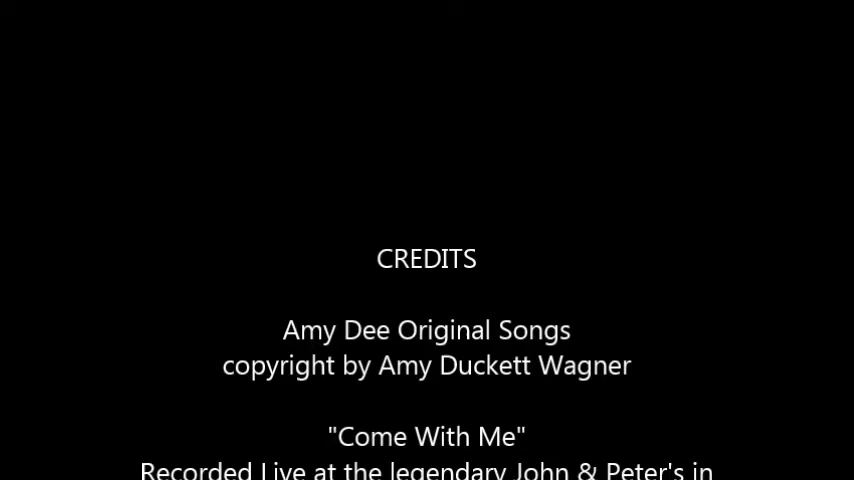 CREDITS
Amy Dee Original Songs
copyright by Amy Duckett Wagner
"Come With Me"
Recorded Live at the legendary John & Peter's in